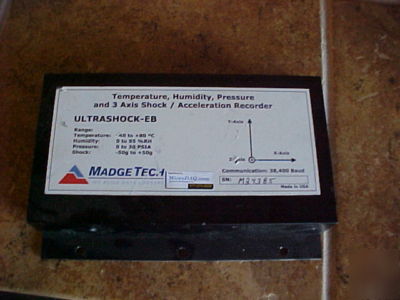 Temperature, Humidity, Pressure
and 3 Axis Shock / Acceleration Recorder
ULTRASHOCK-EB
Range:
Temperature: -40 to +80 °C
Humidity: 0 to 95 %RH
Pressure: 0 to 30 PSIA
Shock: -50g to +50g
Y-Axis
X-Axis
MADGETECH
MicroDAQ.com
Communication: 38,400 Baud
SN: M24385
Made in USA